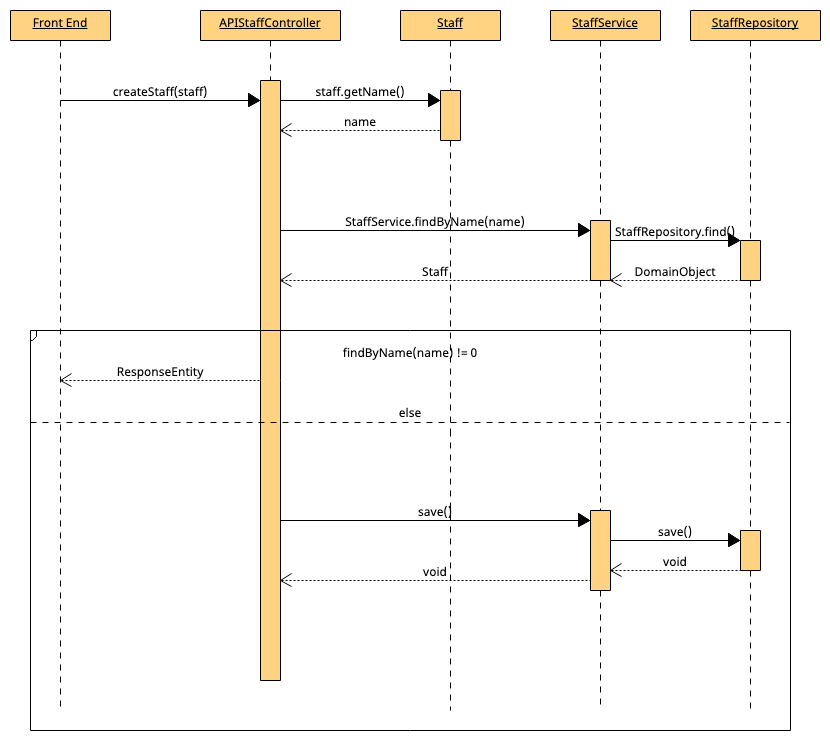 Front End
APIStaffController
Staff
StaffService
StaffRepository
createStaff(staff)
staff.getName()
name
StaffService.findByName(name)
StaffRepository.find()
Staff
DomainObject
findByName(name) != 0
ResponseEntity
else
save()
save()
void
void